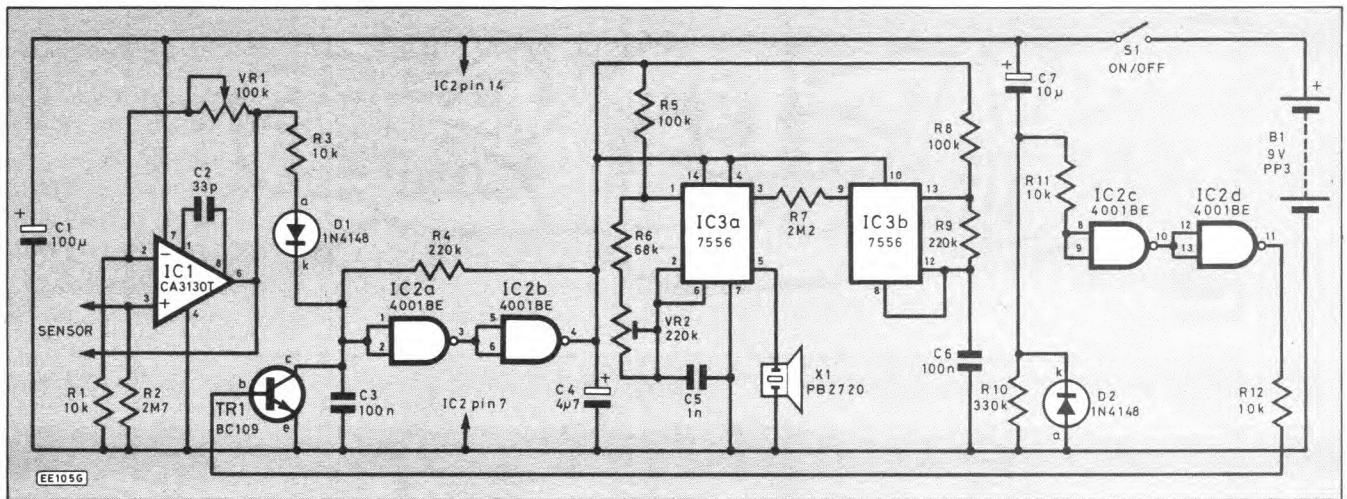 VR1
100k
IC2 pin 14
S1
ON/OFF
+
C7
10µ
R5
100k
R8
100k
R3
10k
C2
33p
+
B1
9V
PP3
a
D1
1N4148
k
14
4
10
1
3
R7
2M2
9
13
R11
10k
IC2c
4001BE
IC2d
4001BE
+
C1
100µ
7
1
8
2
−
IC1
CA3130T
6
3
+
4
R4
220k
R6
68k
IC3a
7556
IC3b
7556
R9
220k
8
9
10
12
13
11
2
5
12
6
7
8
SENSOR
IC2a
4001BE
IC2b
4001BE
1
2
3
5
6
4
VR2
220k
c
b
e
TR1
BC109
R1
10k
R2
2M7
C3
100n
IC2 pin 7
C4
4µ7
+
C5
1n
X1
PB2720
C6
100n
R10
330k
k
D2
1N4148
a
R12
10k
EE105G